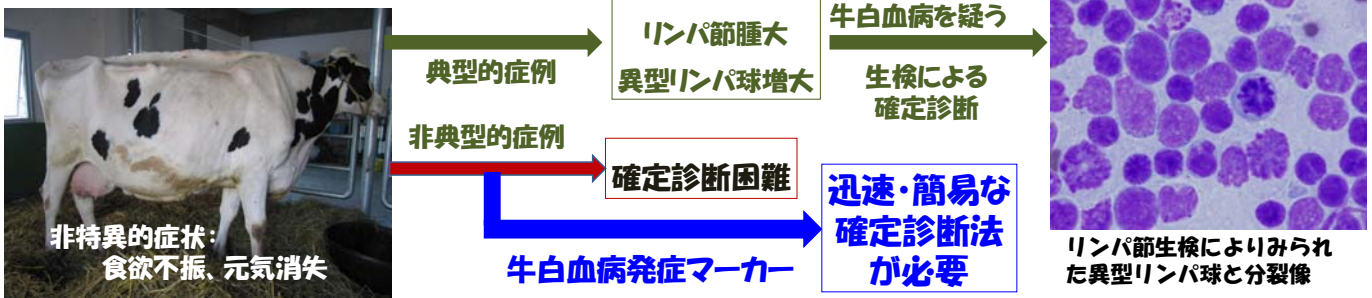 典型的症例
リンパ節腫大
異型リンパ球増大
牛白血病を疑う
生検による
確定診断
非典型的症例
確定診断困難
迅速・簡易な
確定診断法
が必要
牛白血病発症マーカー
非特異的症状:
食欲不振、元気消失
リンパ節生検によりみられ
た異型リンパ球と分裂像